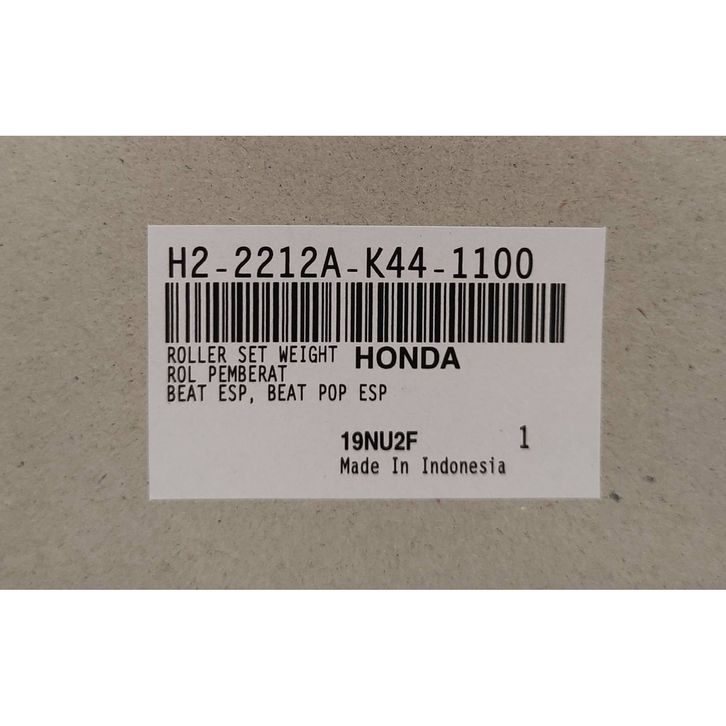 H2-2212A-K44-1100
ROLLER SET WEIGHT HONDA
ROL PEMBERAT
BEAT ESP, BEAT POP ESP
19NU2F 1
Made In Indonesia